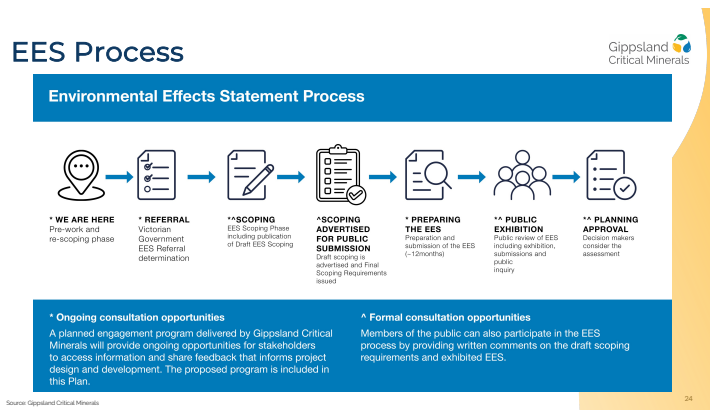 EES Process
Gippsland
Critical Minerals
Environmental Effects Statement Process
* WE ARE HERE
Pre-work and
re-scoping phase
* REFERRAL
Victorian
Government
EES Referral
determination
*^SCOPING
EES Scoping Phase
including publication
of Draft EES Scoping
^SCOPING
ADVERTISED
FOR PUBLIC
SUBMISSION
Draft scoping is
advertised and Final
Scoping Requirements
issued
* PREPARING
THE EES
Preparation and
submission of the EES
(~12months)
*^ PUBLIC
EXHIBITION
Public review of EES
including exhibition,
submissions and
public
inquiry
*^ PLANNING
APPROVAL
Decision makers
consider the
assessment
* Ongoing consultation opportunities
A planned engagement program delivered by Gippsland Critical
Minerals will provide ongoing opportunities for stakeholders
to access information and share feedback that informs project
design and development. The proposed program is included in
this Plan.
^ Formal consultation opportunities
Members of the public can also participate in the EES
process by providing written comments on the draft scoping
requirements and exhibited EES.
Source: Gippsland Critical Minerals
24